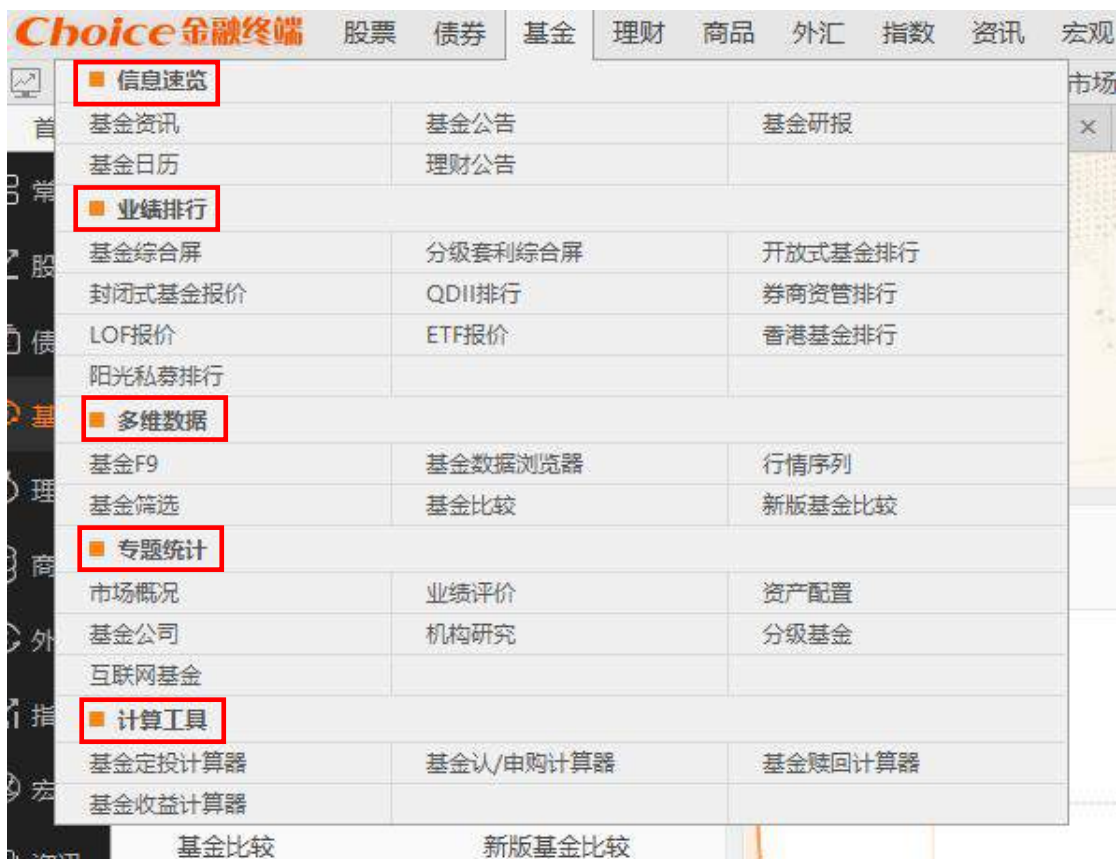 Choice金融终端 股票 债券 基金 理财 商品 外汇 指数 资讯 宏观
信息速览 市场
基金资讯 基金公告 基金研报
首
基金日历 理财公告
常
业绩排行
基金综合屏 分级套利综合屏 开放式基金排行
股
封闭式基金报价 QDII排行 券商资管排行
LOF报价 ETF报价 香港基金排行
债
阳光私募排行
多维数据
基
基金F9 基金数据浏览器 行情序列
理
基金筛选 基金比较 新版基金比较
专题统计
商
市场概况 业绩评价 资产配置
基金公司 机构研究 分级基金
外
互联网基金
计算工具
指
基金定投计算器 基金认/申购计算器 基金赎回计算器
宏
基金收益计算器
基金比较 新版基金比较